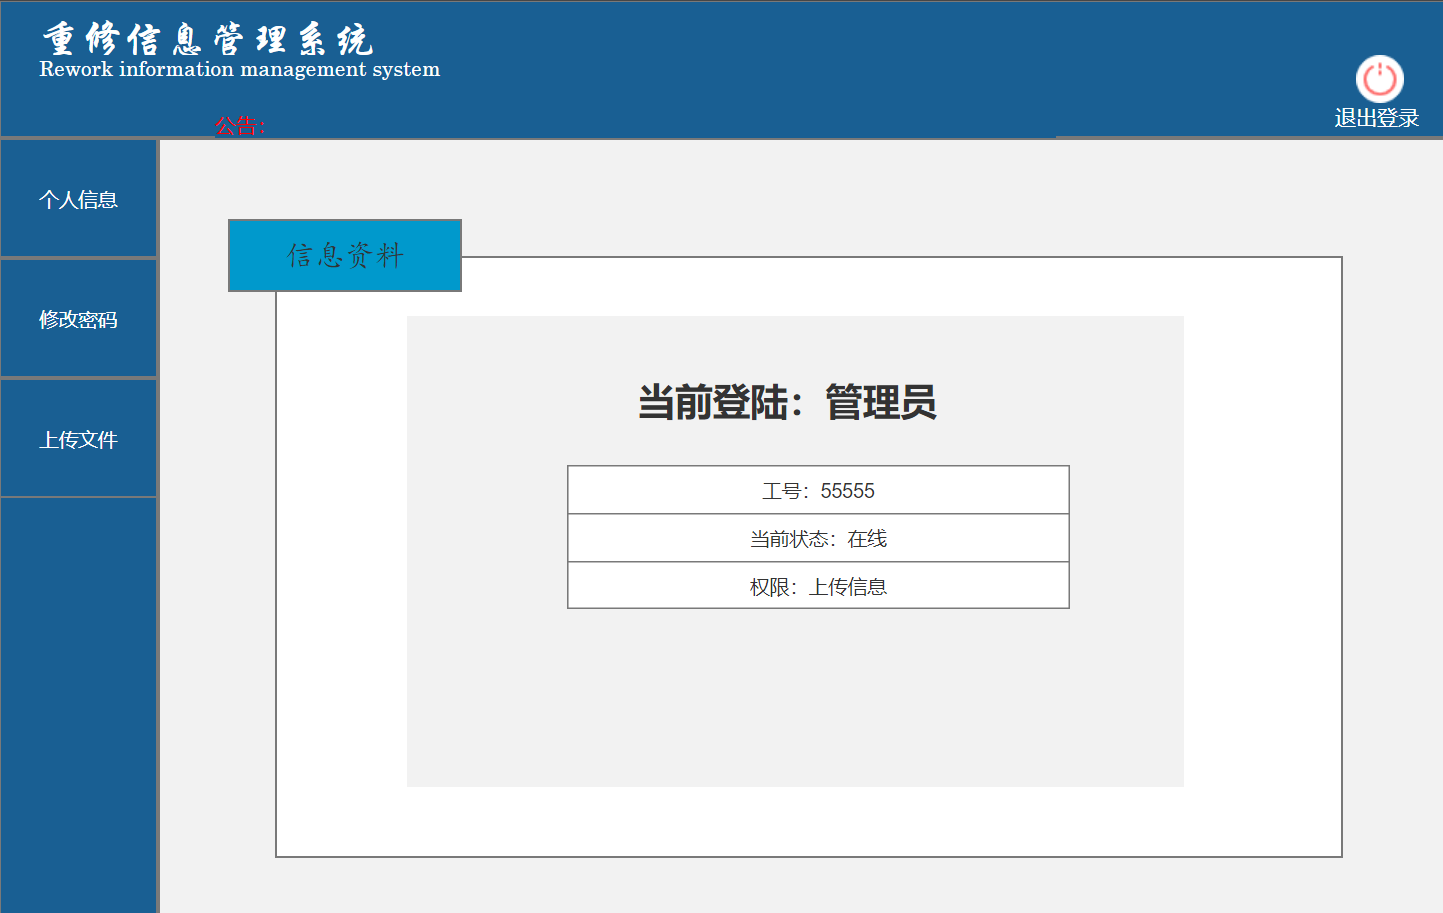 重修信息管理系统
Rework information management system
公告：
退出登录
个人信息
修改密码
上传文件
信息资料
当前登陆：管理员
工号：55555
当前状态：在线
权限：上传信息